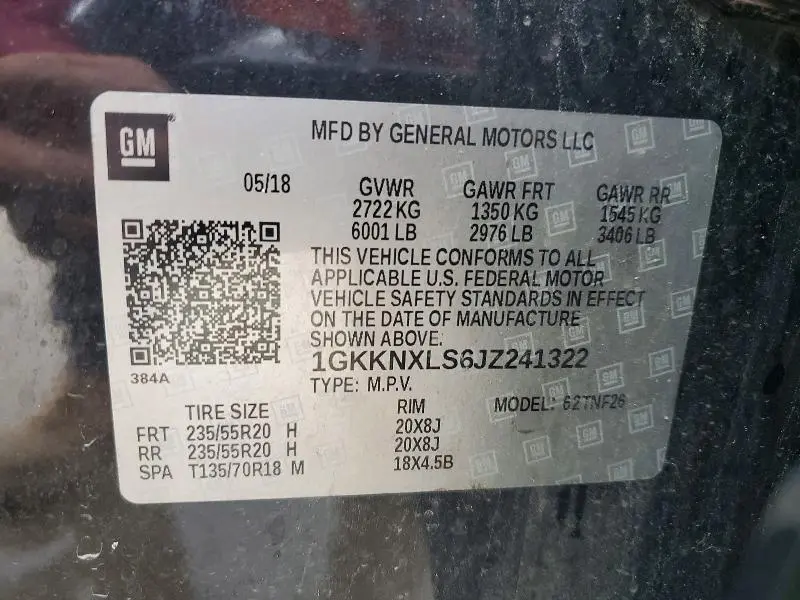 GM
MFD BY GENERAL MOTORS LLC
05/18 GVWR GAWR FRT GAWR RR
2722 KG 1350 KG 1545 KG
6001 LB 2976 LB 3406 LB
THIS VEHICLE CONFORMS TO ALL
APPLICABLE U.S. FEDERAL MOTOR
VEHICLE SAFETY STANDARDS IN EFFECT
ON THE DATE OF MANUFACTURE
SHOWN ABOVE.
1GKKNXLS6JZ241322
384A
TYPE: M.P.V.
TIRE SIZE RIM MODEL: 62TNF26
FRT 235/55R20 H 20X8J
RR 235/55R20 H 20X8J
SPA T135/70R18 M 18X4.5B